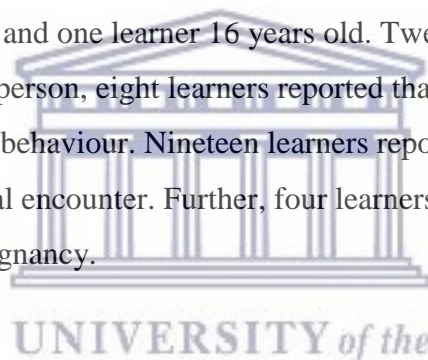 and one learner 16 years old. Twe
person, eight learners reported tha
behaviour. Nineteen learners repo
al encounter. Further, four learners
gnancy.
UNIVERSITY of the